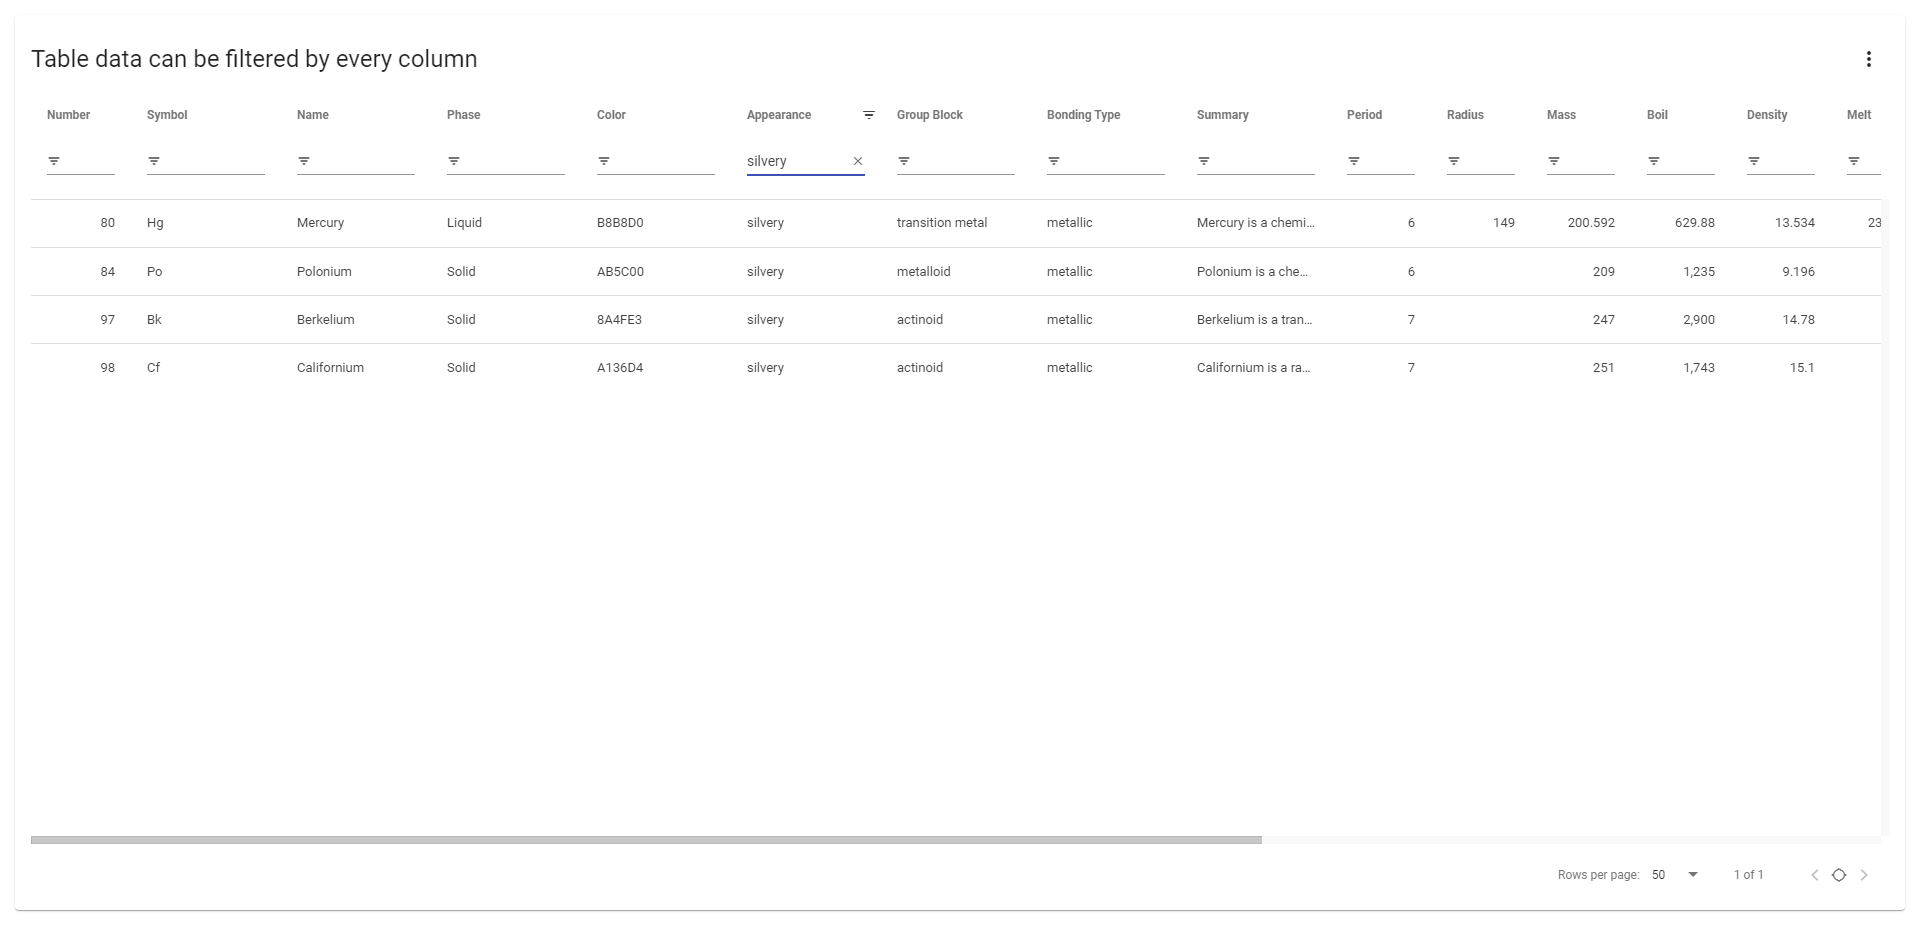 Table data can be filtered by every column
Number Symbol Name Phase Color Appearance Group Block Bonding Type Summary Period Radius Mass Boil Density Melt
silvery
80 Hg Mercury Liquid B8B8D0 silvery transition metal metallic Mercury is a chemi... 6 149 200.592 629.88 13.534 23
84 Po Polonium Solid AB5C00 silvery metalloid metallic Polonium is a che... 6 209 1,235 9.196
97 Bk Berkelium Solid 8A4FE3 silvery actinoid metallic Berkelium is a tran... 7 247 2,900 14.78
98 Cf Californium Solid A136D4 silvery actinoid metallic Californium is a ra... 7 251 1,743 15.1
Rows per page: 50 1 of 1